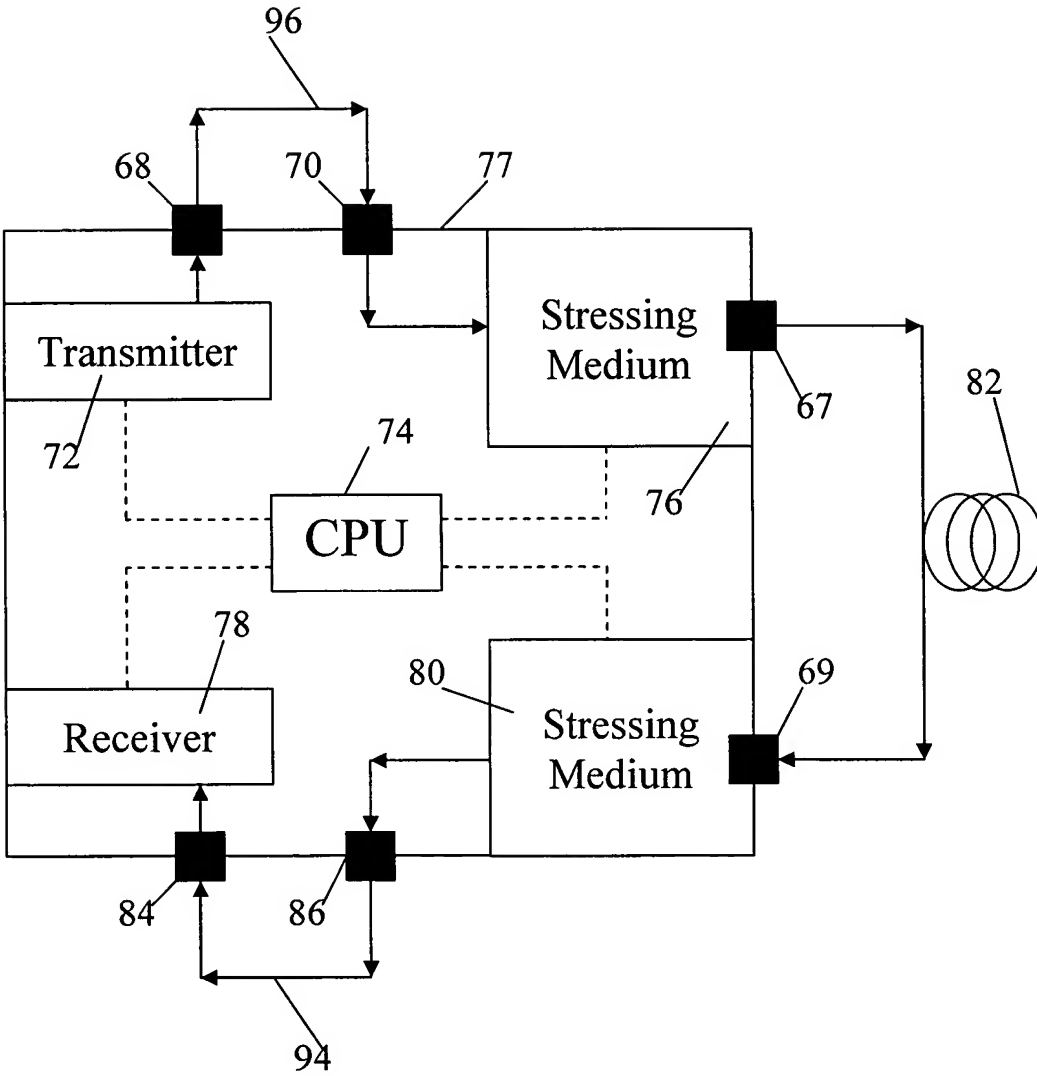 96
68
70
77
Stressing
Medium
Transmitter
67
82
72
74
76
CPU
78
80
69
Receiver
Stressing
Medium
84
86
94